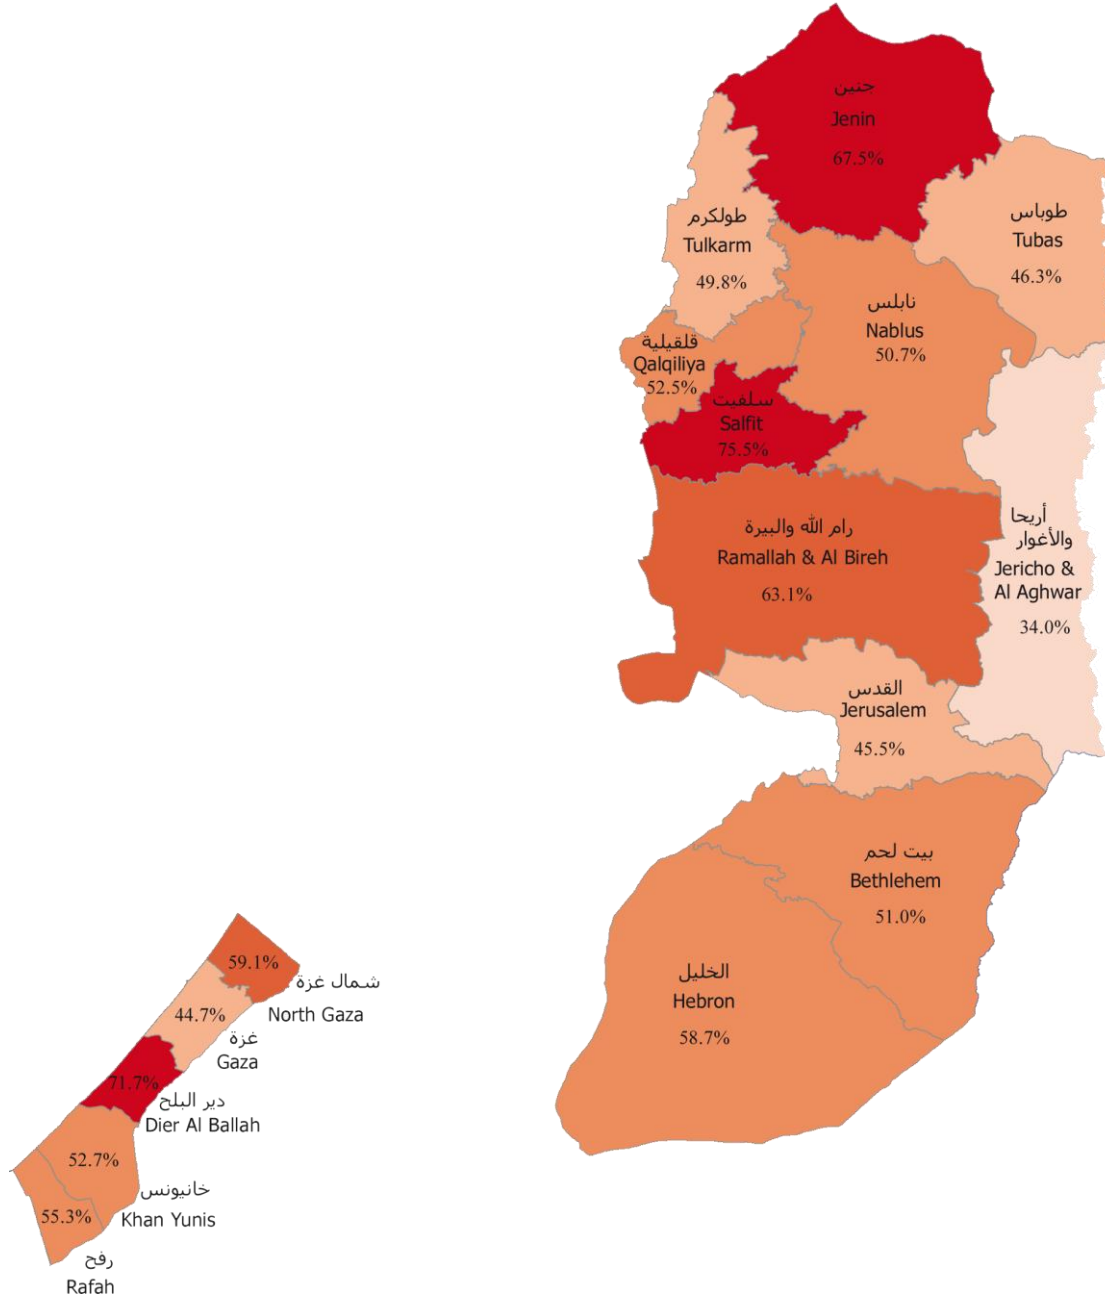 جنين
Jenin
67.5%
طولكرم
Tulkarm
49.8%
طوباس
Tubas
46.3%
نابلس
Nablus
50.7%
قلقيلية
Qalqiliya
52.5%
سلفيت
Salfit
75.5%
رام الله والبيرة
Ramallah & Al Bireh
63.1%
أريحا
والأغوار
Jericho &
Al Aghwar
34.0%
القدس
Jerusalem
45.5%
بيت لحم
Bethlehem
51.0%
الخليل
Hebron
58.7%
59.1%
شمال غزة
North Gaza
44.7%
غزة
Gaza
71.7%
دير البلح
Dier Al Ballah
52.7%
خانيونس
Khan Yunis
55.3%
رفح
Rafah